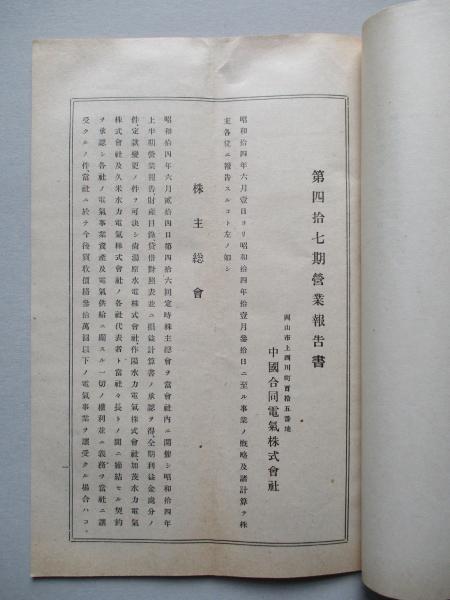 第四拾七期營業報告書
岡山市上西川町百拾五番地
中國合同電氣株式會社
昭和拾四年六月壹日ヨリ昭和拾四年拾壹月參拾日ニ至ル事業ノ概略及諸計算ヲ株
主各位ニ報告スルコト左ノ如シ
株主総會
昭和拾四年六月貳拾四日第四拾六回定時株主總會ヲ當會社內ニ開催シ昭和拾四年
上半期營業報告財產目錄貸借對照表並ニ損益計算書ノ承認ヲ得仝期利益金處分ノ
件、定款變更ノ件ヲ可決シ尙湯原水電株式會社、作陽水力電氣株式會社、加茂水力電氣
株式會社及久米水力電氣株式會社ノ各社代表者ト當社々長トノ間ニ締結セル契約
ヲ承認シ各社ノ電氣事業資產及電氣供給ニ關スル一切ノ權利並ニ義務ヲ當社ニ讓
受クルノ件、當社ニ於テ今後買收價格參拾萬圓以下ノ電氣事業ヲ讓受クル場合ハコ、